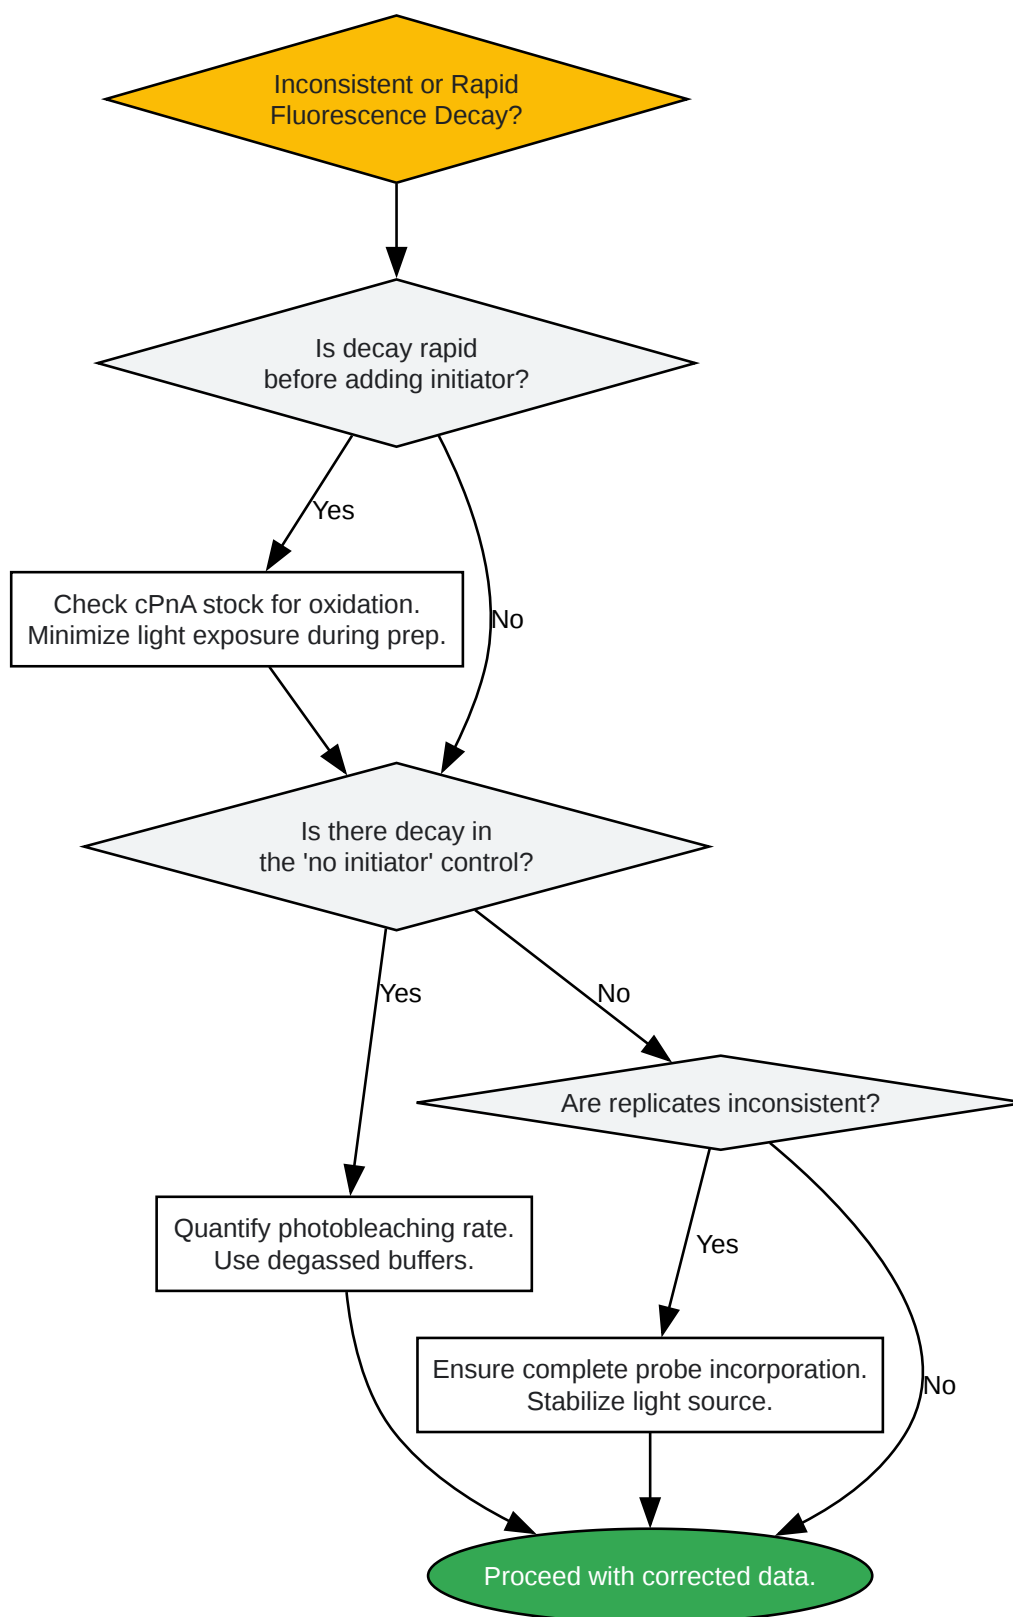 Inconsistent or Rapid
Fluorescence Decay?
Is decay rapid
before adding initiator?
Yes
Check cPnA stock for oxidation.
Minimize light exposure during prep.
No
Is there decay in
the 'no initiator' control?
Yes
No
Are replicates inconsistent?
Quantify photobleaching rate.
Use degassed buffers.
Yes
Ensure complete probe incorporation.
Stabilize light source.
No
Proceed with corrected data.